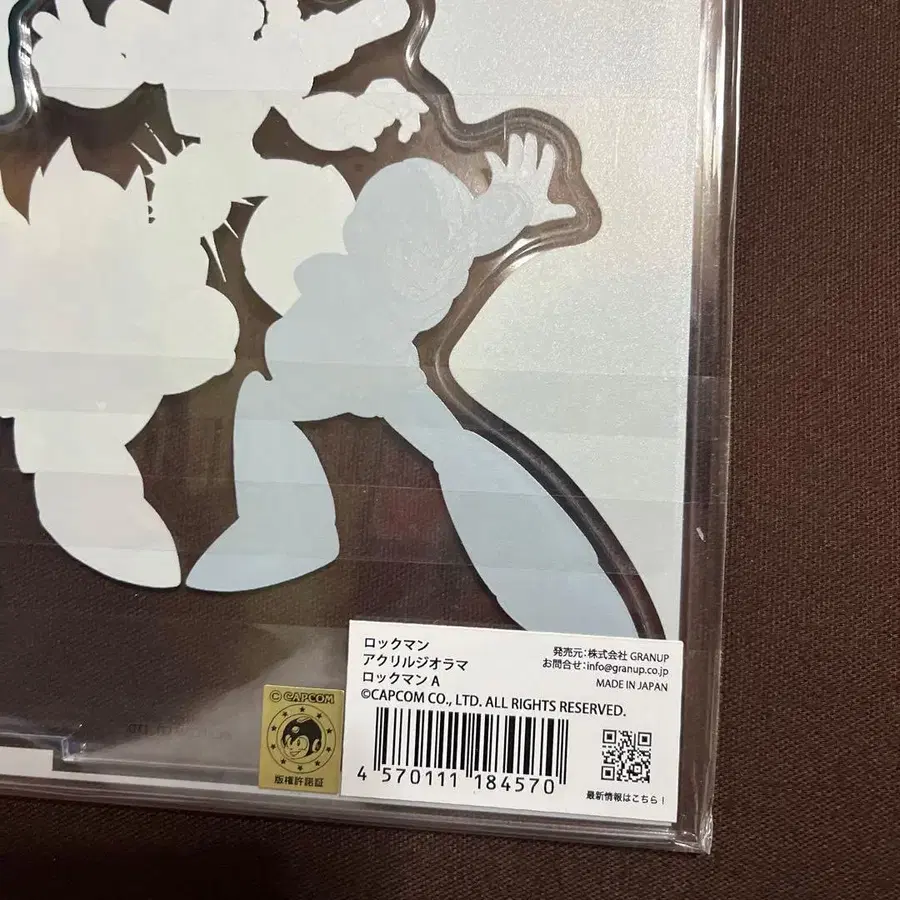 ロックマン
アクリルジオラマ
ロックマン A
発売元:株式会社 GRANUP
お問合せ:info@granup.co.jp
MADE IN JAPAN
©CAPCOM CO., LTD. ALL RIGHTS RESERVED.
4 570111 184570
最新情報はこちら!
© CAPCOM
版権許諾証